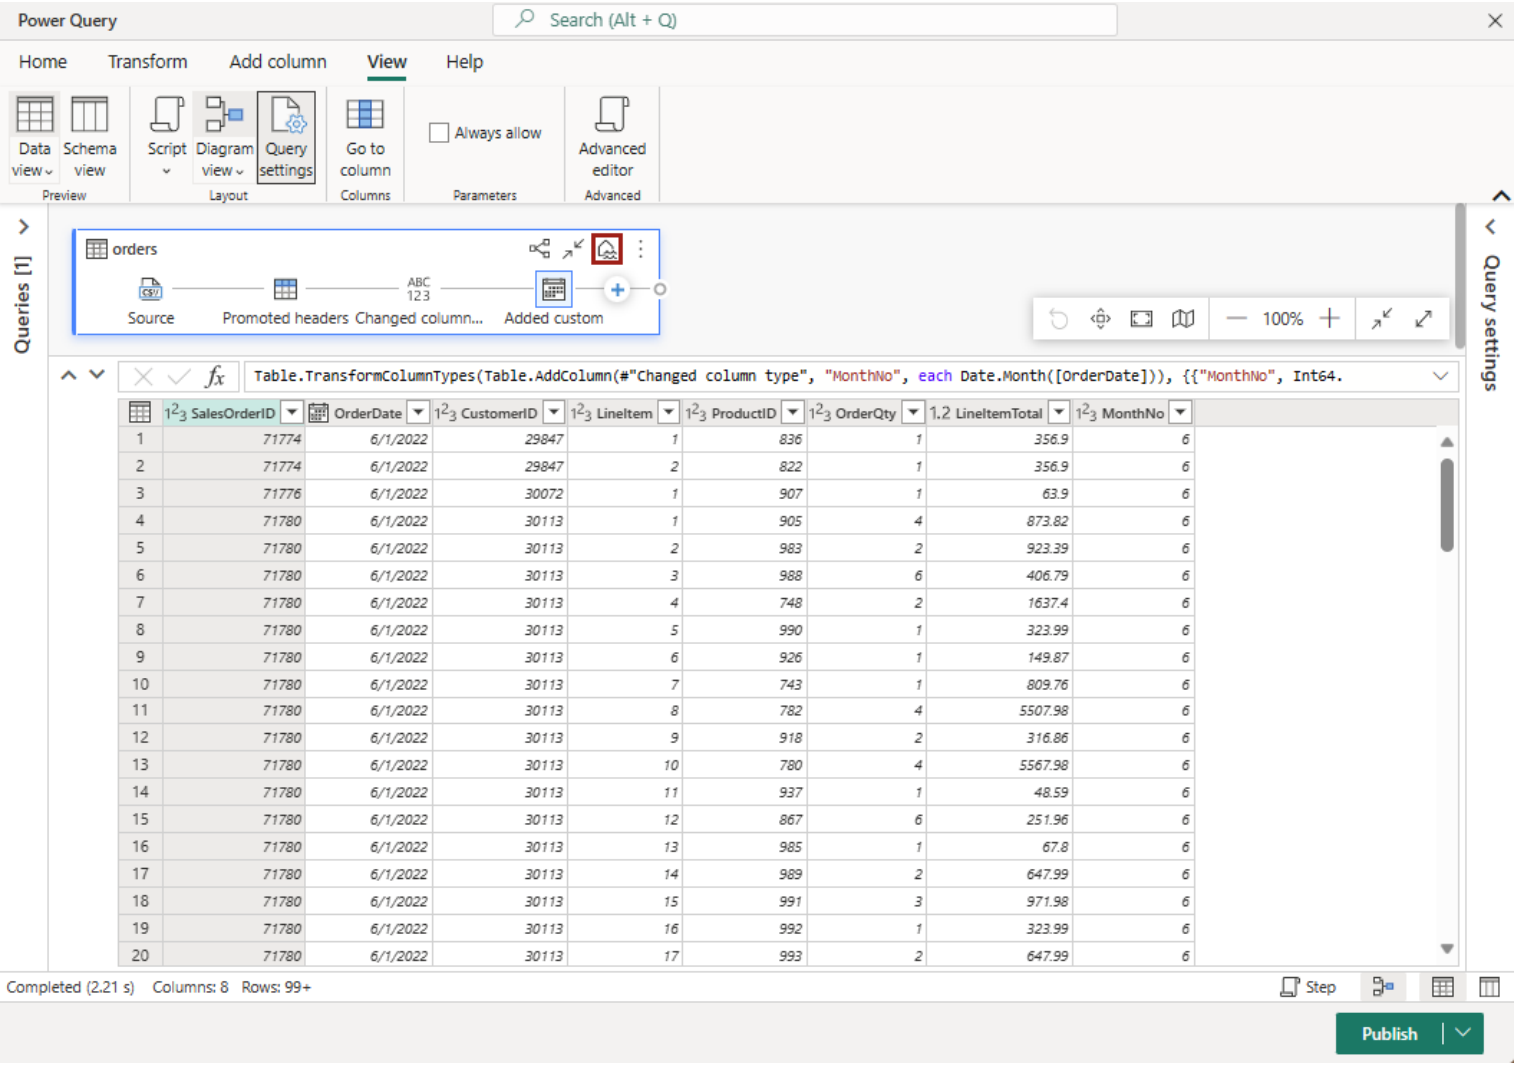 Power Query
Search (Alt + Q)
Home Transform Add column View Help
Data view Schema view Script Diagram view Query settings Go to column Always allow Advanced editor
Preview Layout Columns Parameters Advanced
Queries [1]
Query settings
orders
CSV
ABC 123
Source Promoted headers Changed column... Added custom
100%
fx Table.TransformColumnTypes(Table.AddColumn(#"Changed column type", "MonthNo", each Date.Month([OrderDate])), {{"MonthNo", Int64.
1²3 SalesOrderID OrderDate 1²3 CustomerID 1²3 LineItem 1²3 ProductID 1²3 OrderQty 1.2 LineItemTotal 1²3 MonthNo
1 71774 6/1/2022 29847 1 836 1 356.9 6
2 71774 6/1/2022 29847 2 822 1 356.9 6
3 71776 6/1/2022 30072 1 907 1 63.9 6
4 71780 6/1/2022 30113 1 905 4 873.82 6
5 71780 6/1/2022 30113 2 983 2 923.39 6
6 71780 6/1/2022 30113 3 988 6 406.79 6
7 71780 6/1/2022 30113 4 748 2 1637.4 6
8 71780 6/1/2022 30113 5 990 1 323.99 6
9 71780 6/1/2022 30113 6 926 1 149.87 6
10 71780 6/1/2022 30113 7 743 1 809.76 6
11 71780 6/1/2022 30113 8 782 4 5507.98 6
12 71780 6/1/2022 30113 9 918 2 316.86 6
13 71780 6/1/2022 30113 10 780 4 5567.98 6
14 71780 6/1/2022 30113 11 937 1 48.59 6
15 71780 6/1/2022 30113 12 867 6 251.96 6
16 71780 6/1/2022 30113 13 985 1 67.8 6
17 71780 6/1/2022 30113 14 989 2 647.99 6
18 71780 6/1/2022 30113 15 991 3 971.98 6
19 71780 6/1/2022 30113 16 992 1 323.99 6
20 71780 6/1/2022 30113 17 993 2 647.99 6
Completed (2.21 s) Columns: 8 Rows: 99+ Step
Publish